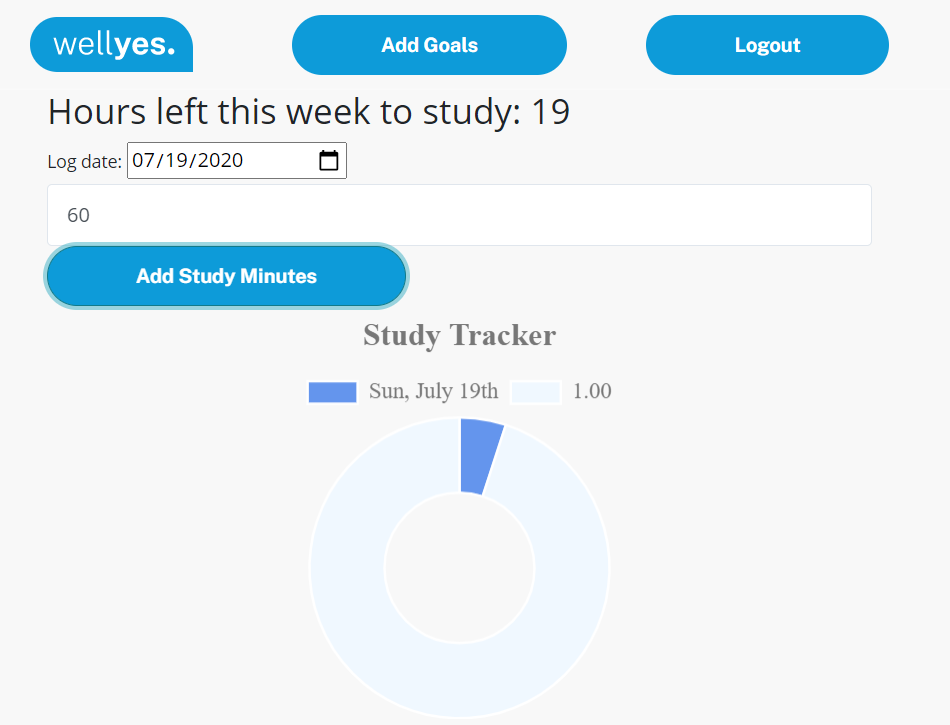 wellyes. Add Goals Logout
Hours left this week to study: 19
Log date: 07/19/2020
60
Add Study Minutes
Study Tracker
Sun, July 19th 1.00